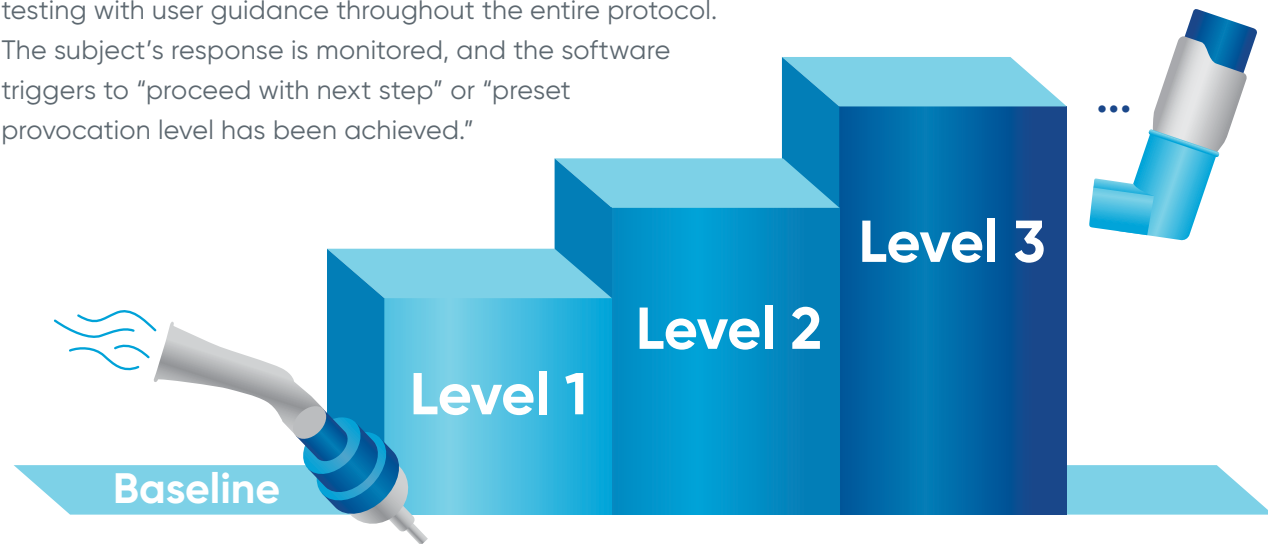 testing with user guidance throughout the entire protocol.
The subject’s response is monitored, and the software
triggers to “proceed with next step” or “preset
provocation level has been achieved.”
...
Level 3
Level 2
Level 1
Baseline